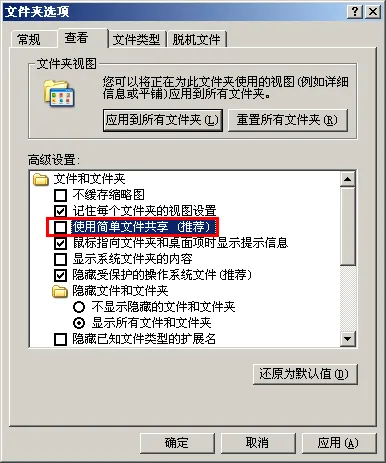 文件夹选项
常规
查看
文件类型
脱机文件
文件夹视图
您可以将正在为此文件夹使用的视图(例如详细
信息或平铺)应用到所有文件夹。
应用到所有文件夹(L)
重置所有文件夹(R)
高级设置:
文件和文件夹
不缓存缩略图
记住每个文件夹的视图设置
使用简单文件共享 (推荐)
鼠标指向文件夹和桌面项时显示提示信息
显示系统文件夹的内容
隐藏受保护的操作系统文件(推荐)
隐藏文件和文件夹
不显示隐藏的文件和文件夹
显示所有文件和文件夹
隐藏已知文件类型的扩展名
还原为默认值(D)
确定
取消
应用(A)